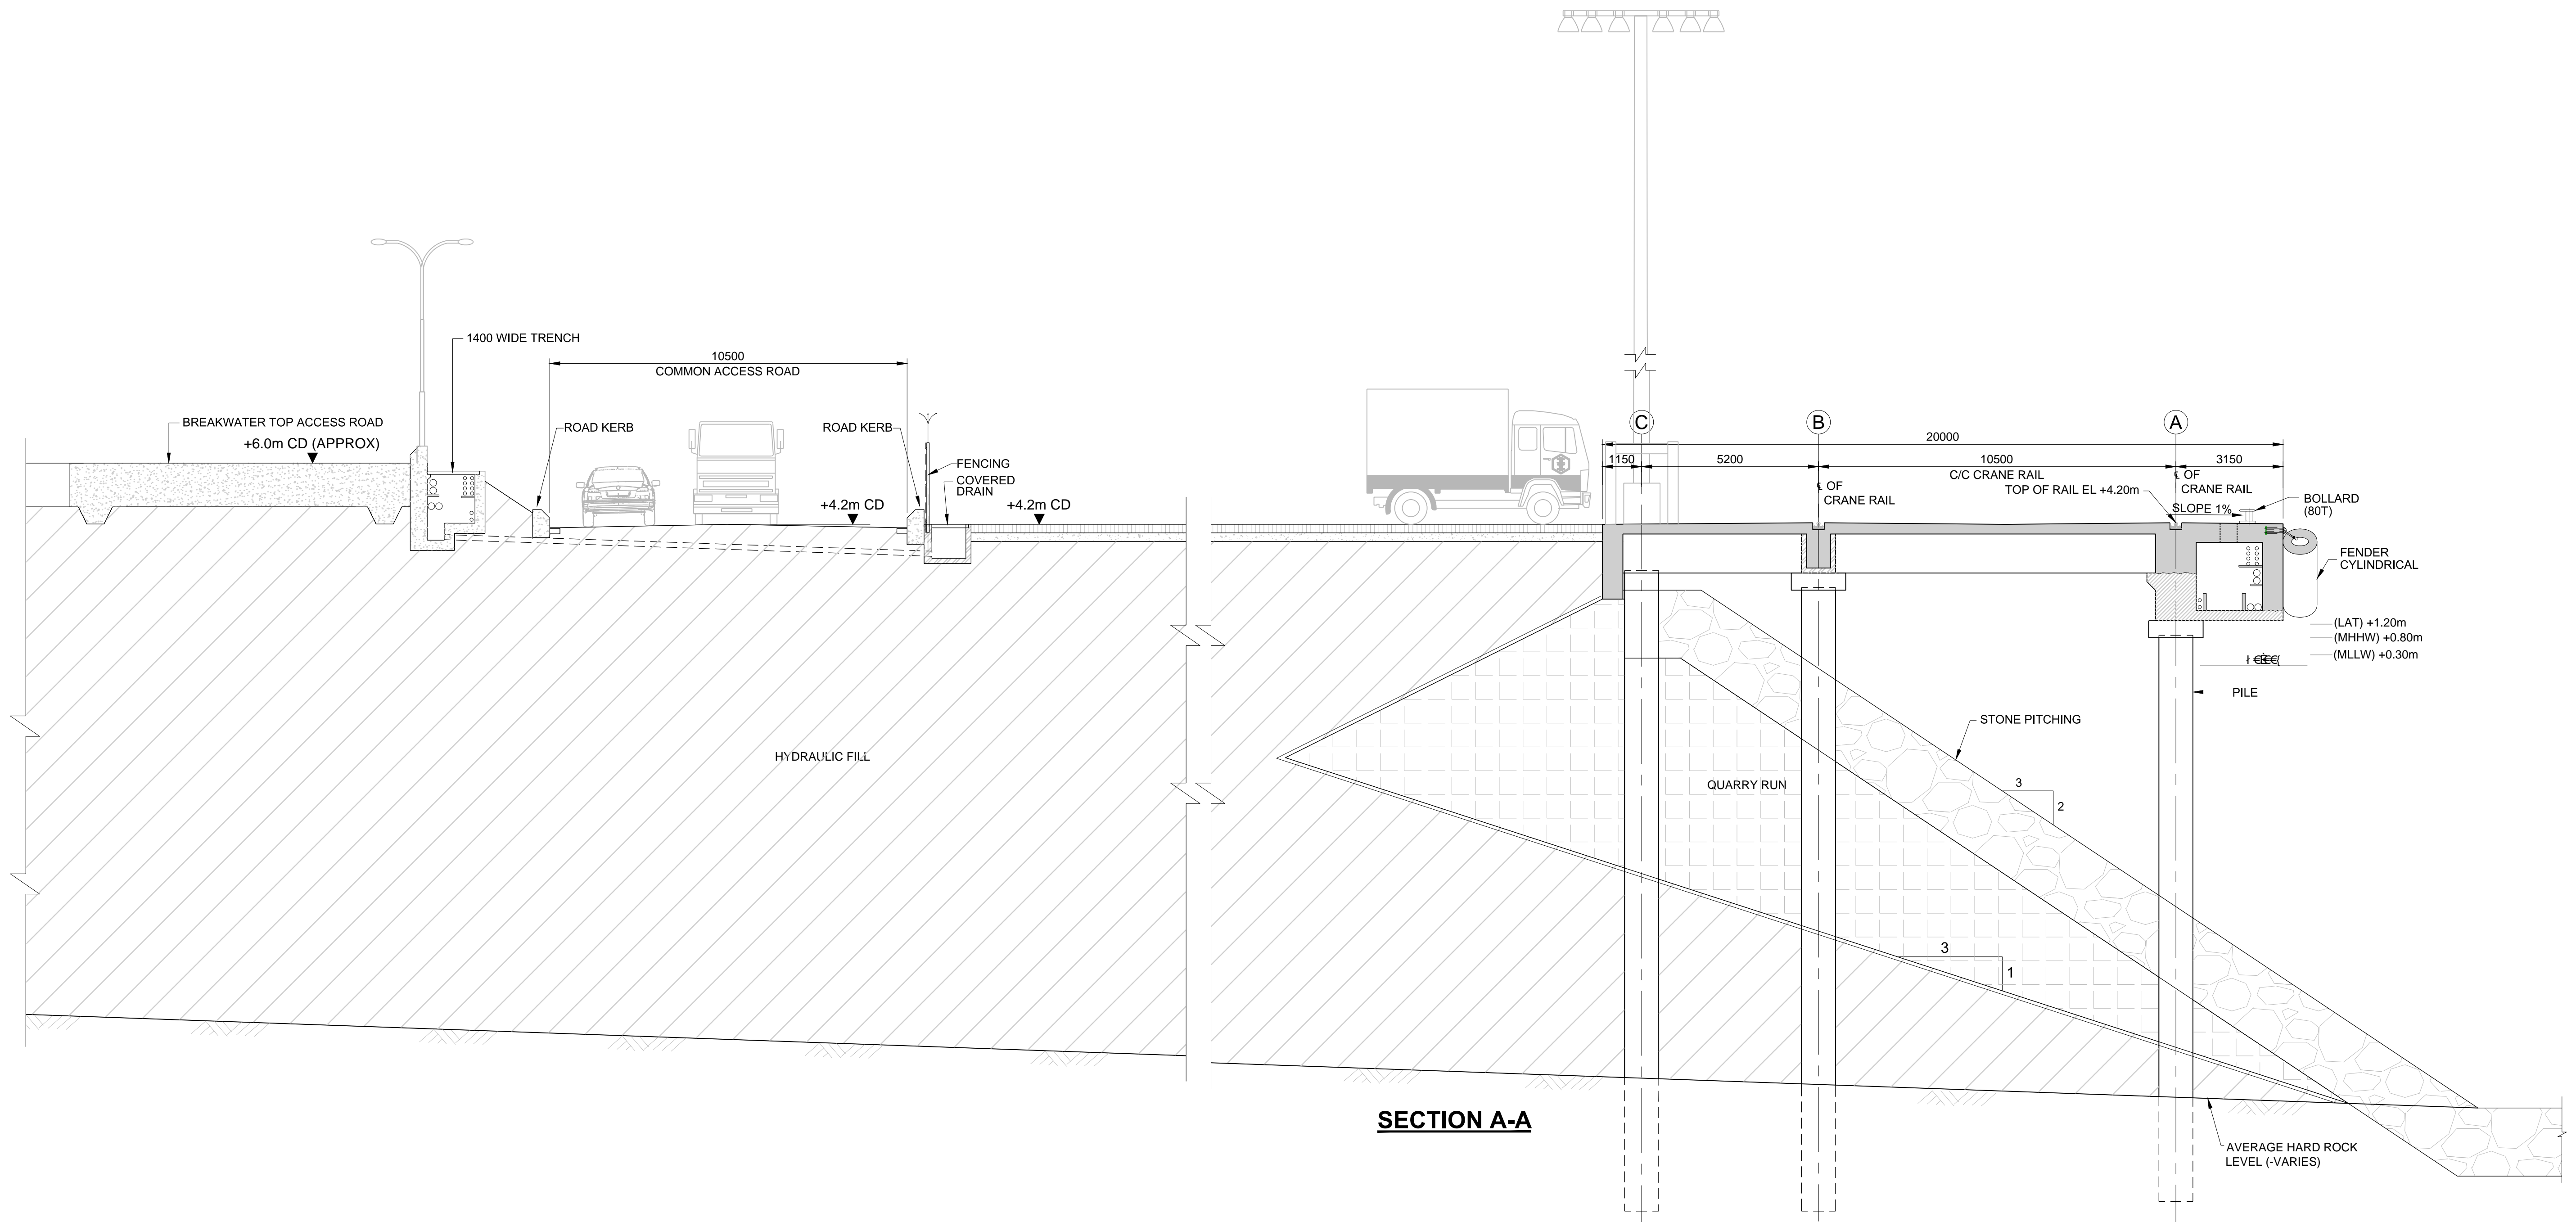 1400 WIDE TRENCH
10500
COMMON ACCESS ROAD
BREAKWATER TOP ACCESS ROAD
+6.0m CD (APPROX)
ROAD KERB
ROAD KERB
FENCING
COVERED
DRAIN
+4.2m CD
+4.2m CD
C
B
A
20000
1150
5200
10500
3150
C/C CRANE RAIL
℄ OF
CRANE RAIL
℄ OF
CRANE RAIL
TOP OF RAIL EL +4.20m
SLOPE 1%
BOLLARD
(80T)
FENDER
CYLINDRICAL
(LAT) +1.20m
(MHHW) +0.80m
(MLLW) +0.30m
PILE
STONE PITCHING
HYDRAULIC FILL
QUARRY RUN
3
2
3
1
SECTION A-A
AVERAGE HARD ROCK
LEVEL (-VARIES)